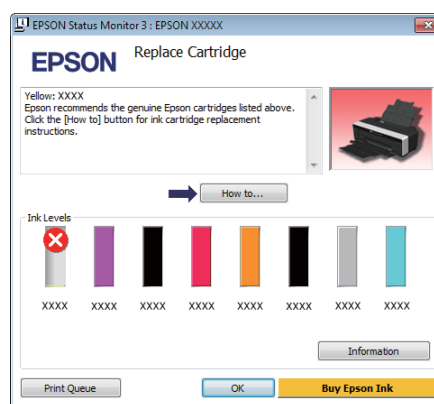 EPSON Status Monitor 3 : EPSON XXXXX
EPSON
Replace Cartridge
Yellow: XXXX
Epson recommends the genuine Epson cartridges listed above.
Click the [How to] button for ink cartridge replacement
instructions.
How to...
Ink Levels
XXXX XXXX XXXX XXXX XXXX XXXX XXXX XXXX
Information
Print Queue OK Buy Epson Ink